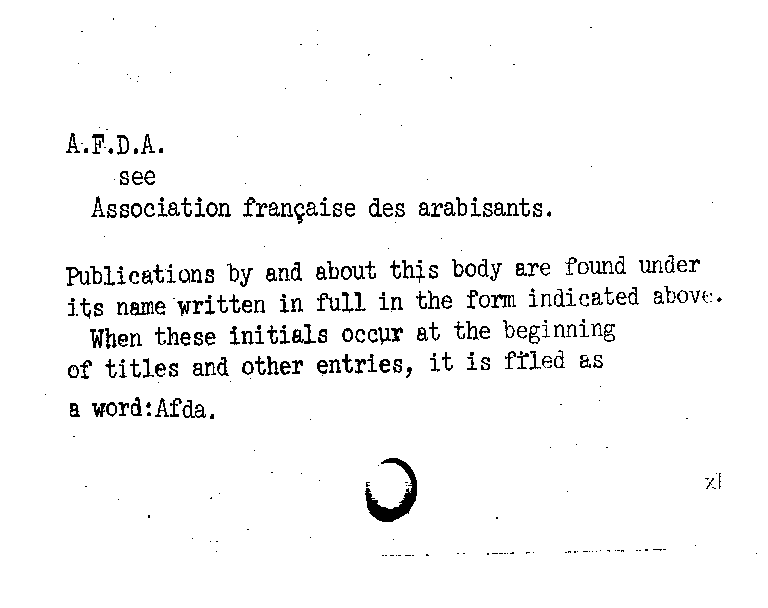 A.F.D.A.
see
Association française des arabisants.
Publications by and about this body are found under
its name written in full in the form indicated above.
When these initials occur at the beginning
of titles and other entries, it is filed as
a word:Afda.
xl